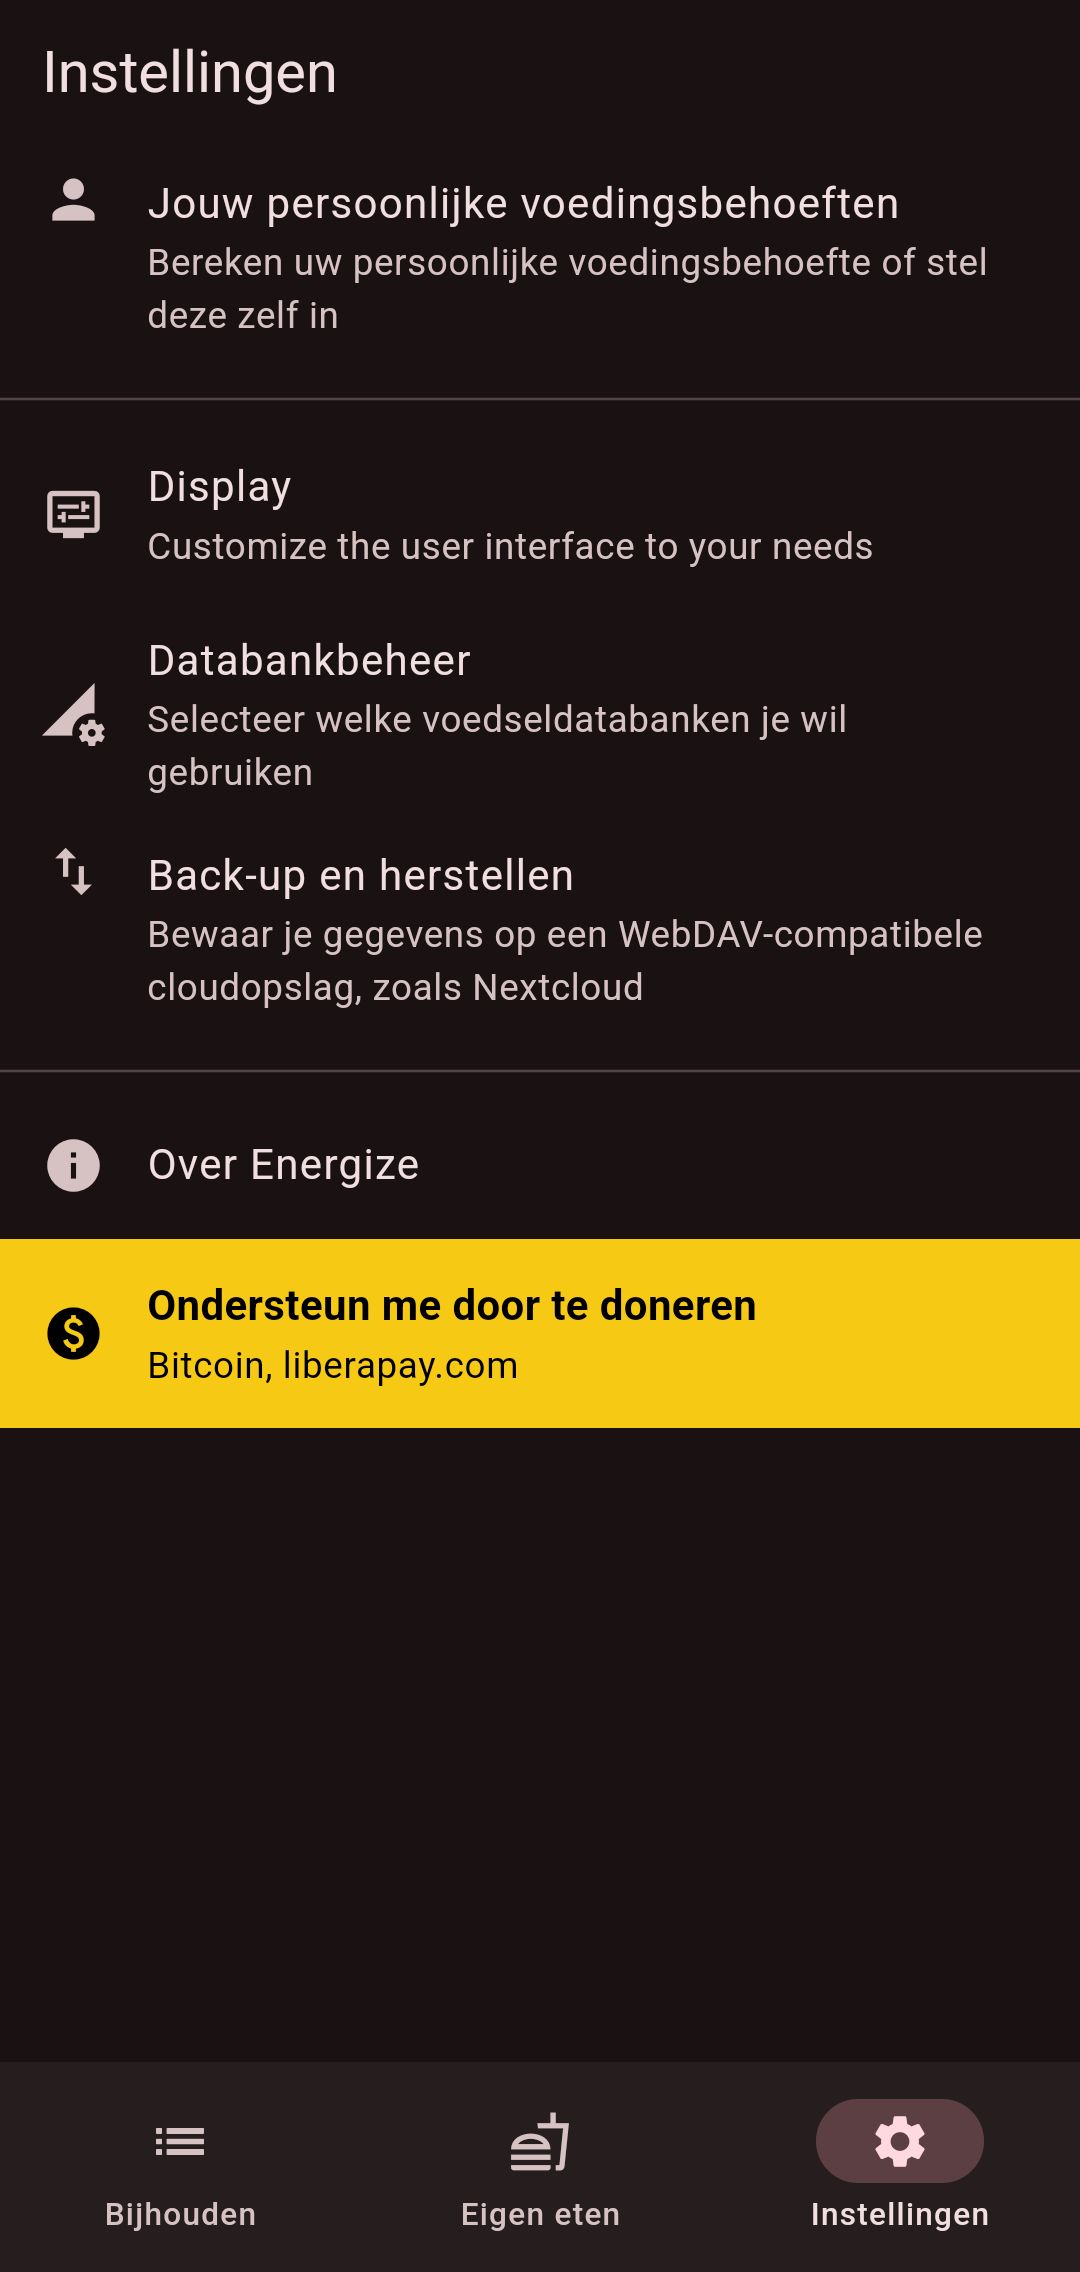 Instellingen
Jouw persoonlijke voedingsbehoeften
Bereken uw persoonlijke voedingsbehoefte of stel
deze zelf in
Display
Customize the user interface to your needs
Databankbeheer
Selecteer welke voedseldatabanken je wil
gebruiken
Back-up en herstellen
Bewaar je gegevens op een WebDAV-compatibele
cloudopslag, zoals Nextcloud
Over Energize
Ondersteun me door te doneren
Bitcoin, liberapay.com
Bijhouden
Eigen eten
Instellingen